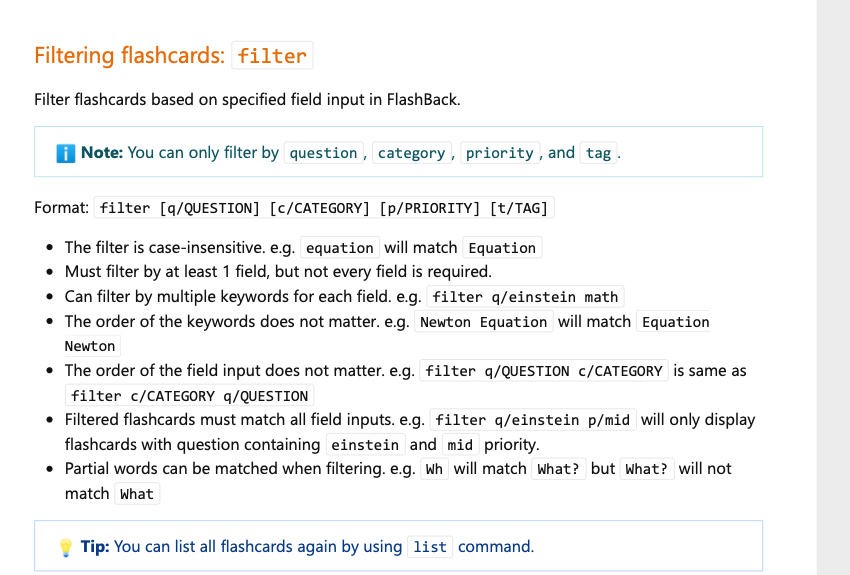 Filtering flashcards: filter
Filter flashcards based on specified field input in FlashBack.
Note: You can only filter by question, category, priority, and tag.
Format: filter [q/QUESTION] [c/CATEGORY] [p/PRIORITY] [t/TAG]
• The filter is case-insensitive. e.g. equation will match Equation
• Must filter by at least 1 field, but not every field is required.
• Can filter by multiple keywords for each field. e.g. filter q/einstein math
• The order of the keywords does not matter. e.g. Newton Equation will match Equation
Newton
• The order of the field input does not matter. e.g. filter q/QUESTION c/CATEGORY is same as
filter c/CATEGORY q/QUESTION
• Filtered flashcards must match all field inputs. e.g. filter q/einstein p/mid will only display
flashcards with question containing einstein and mid priority.
• Partial words can be matched when filtering. e.g. Wh will match What? but What? will not
match What
Tip: You can list all flashcards again by using list command.